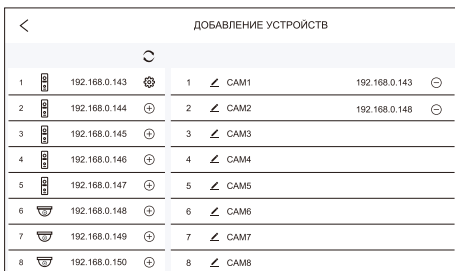 ДОБАВЛЕНИЕ УСТРОЙСТВ
1 192.168.0.143 1 CAM1 192.168.0.143
2 192.168.0.144 2 CAM2 192.168.0.148
3 192.168.0.145 3 CAM3
4 192.168.0.146 4 CAM4
5 192.168.0.147 5 CAM5
6 192.168.0.148 6 CAM6
7 192.168.0.149 7 CAM7
8 192.168.0.150 8 CAM8